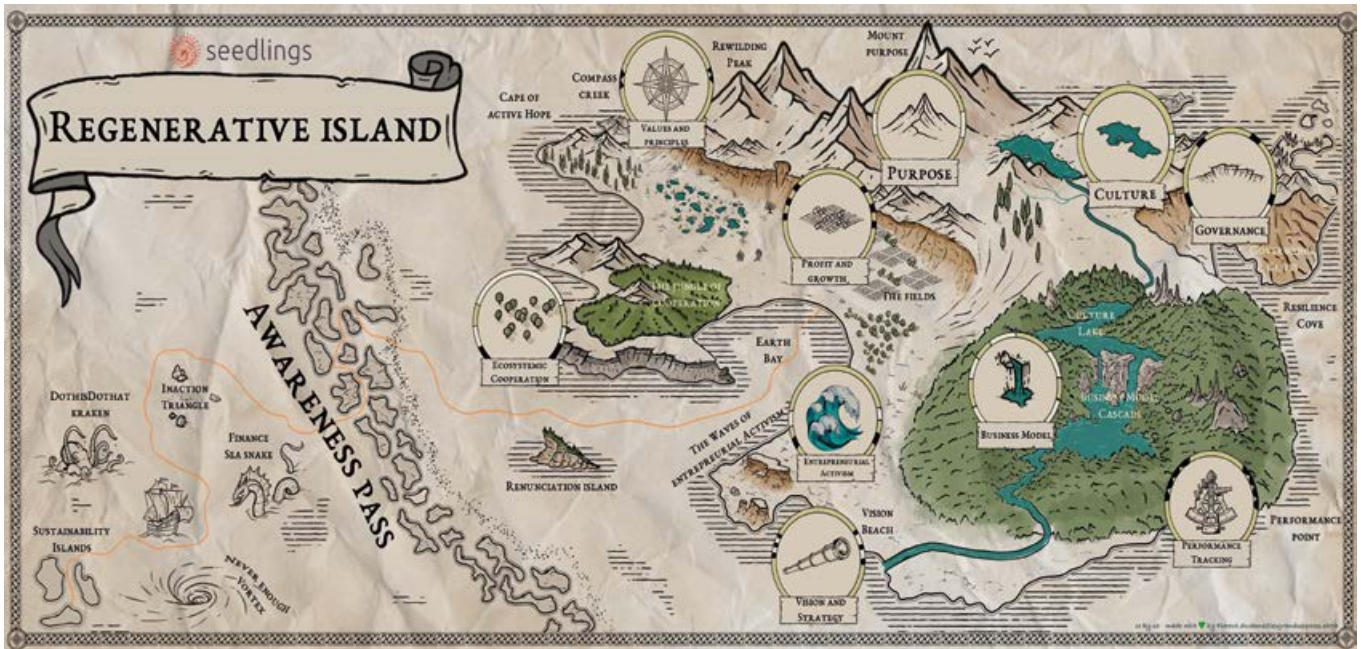 seedlings
REGENERATIVE ISLAND
CAPE OF
ACTIVE HOPE
COMPASS
CREEK
VALUES AND
PRINCIPLES
REWILDING
PEAK
MOUNT
PURPOSE
PURPOSE
CULTURE
GOVERNANCE
PROFIT AND
GROWTH
THE FIELDS
THE JUNGLE OF
COOPERATION
ECOSYSTEMIC
COOPERATION
EARTH
BAY
RESILIENCE
COVE
CULTURE
LAKE
BUSINESS MODEL
CASCADE
BUSINESS MODEL
AWARENESS PASS
INACTION
TRIANGLE
DOTHISDOTHAT
KRAKEN
FINANCE
SEA SNAKE
SUSTAINABILITY
ISLANDS
NEVER ENOUGH
VORTEX
RENUNCIATION ISLAND
THE WAVES OF
ENTREPREURIAL ACTIVISM
ENTREPRENEURIAL
ACTIVISM
VISION
BEACH
VISION AND
STRATEGY
PERFORMANCE
TRACKING
PERFORMANCE
POINT
made with